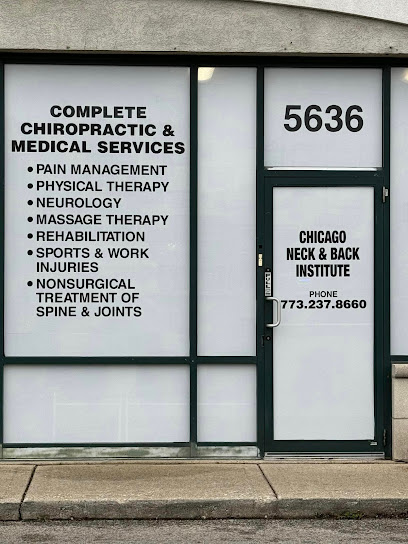 COMPLETE
CHIROPRACTIC &
MEDICAL SERVICES
• PAIN MANAGEMENT
• PHYSICAL THERAPY
• NEUROLOGY
• MASSAGE THERAPY
• REHABILITATION
• SPORTS & WORK
INJURIES
• NONSURGICAL
TREATMENT OF
SPINE & JOINTS
5636
CHICAGO
NECK & BACK
INSTITUTE
PHONE
773.237.8660